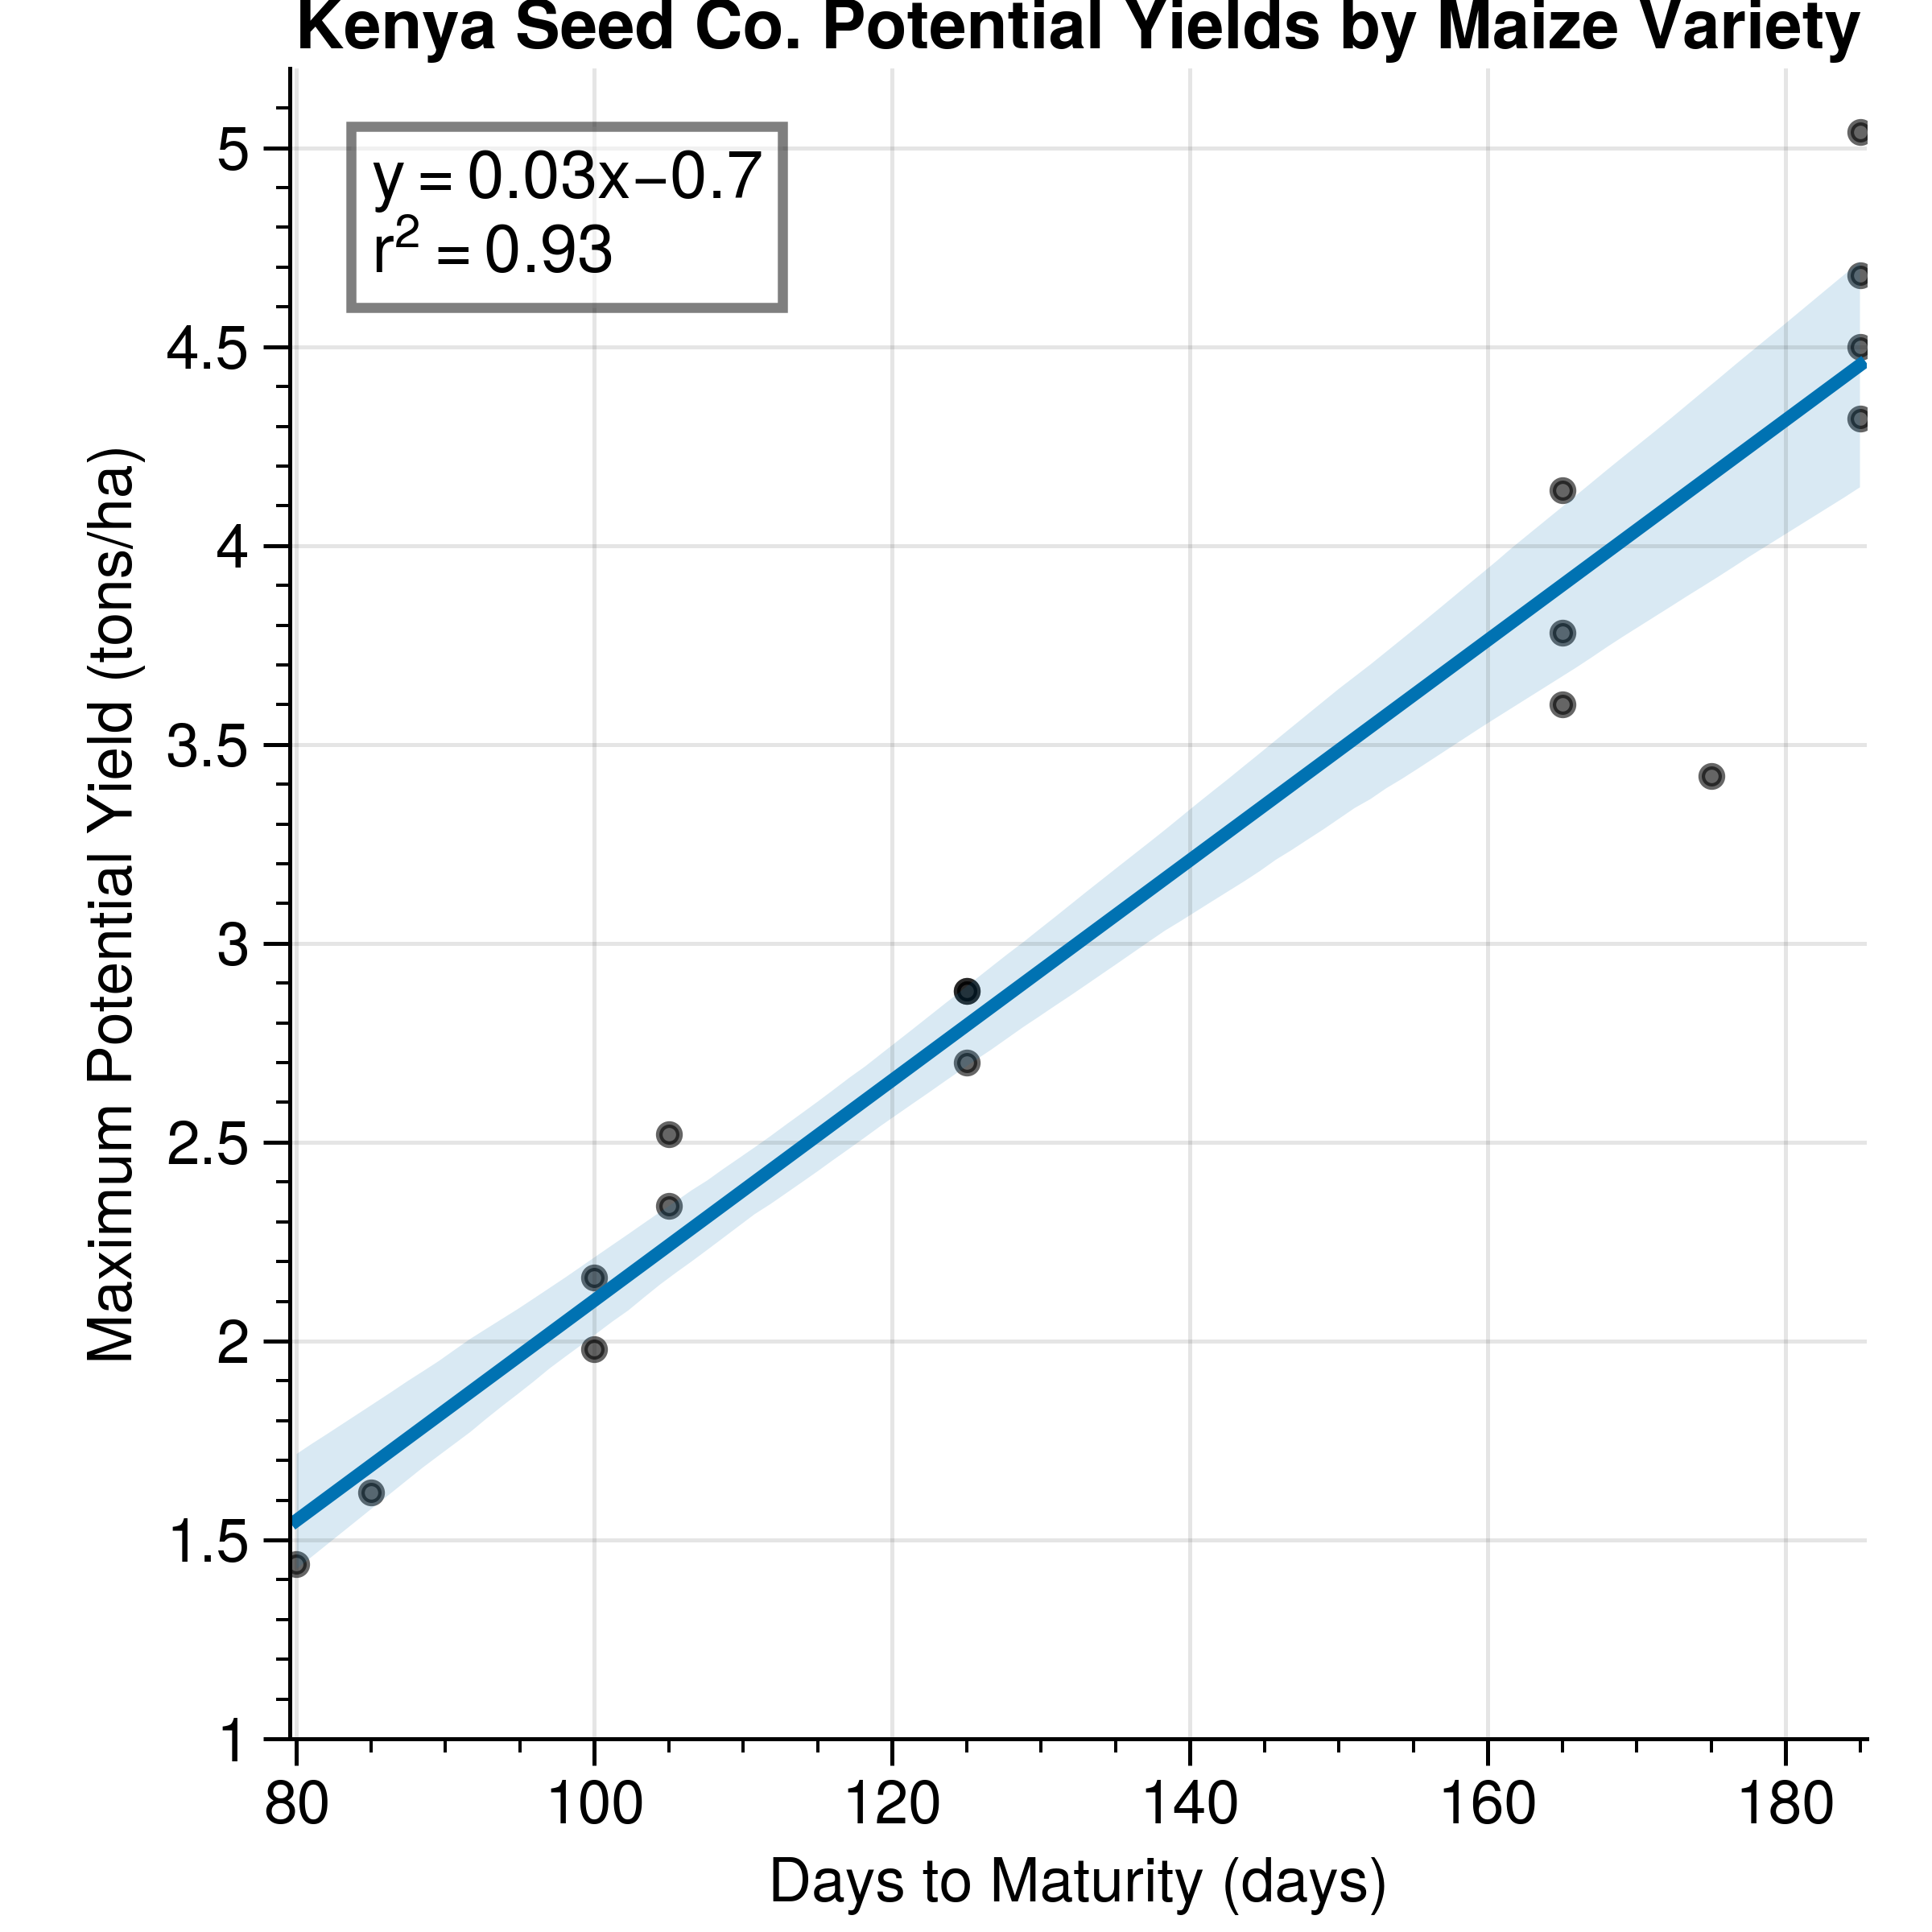 Kenya Seed Co. Potential Yields by Maize Variety
y = 0.03x−0.7
r² = 0.93
5
4.5
4
3.5
3
2.5
2
1.5
1
Maximum Potential Yield (tons/ha)
80 100 120 140 160 180
Days to Maturity (days)